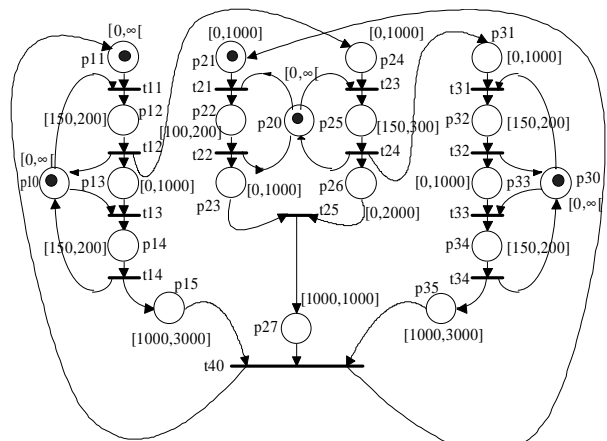 [0,∞[
p11
[0,1000]
p21
[0,1000]
p24
p31
[0,1000]
t11
t21
[0,∞[
t23
t31
p12
[150,200]
p22
[100,200]
p20
p25
[150,300]
p32
[150,200]
t12
t22
t24
t32
[0,∞[
p10
p13
[0,1000]
p23
[0,1000]
p26
[0,2000]
[0,1000]
p33
p30
[0,∞[
t13
t25
t33
p14
[150,200]
p34
[150,200]
t14
t34
p15
[1000,3000]
[1000,1000]
p27
p35
[1000,3000]
t40